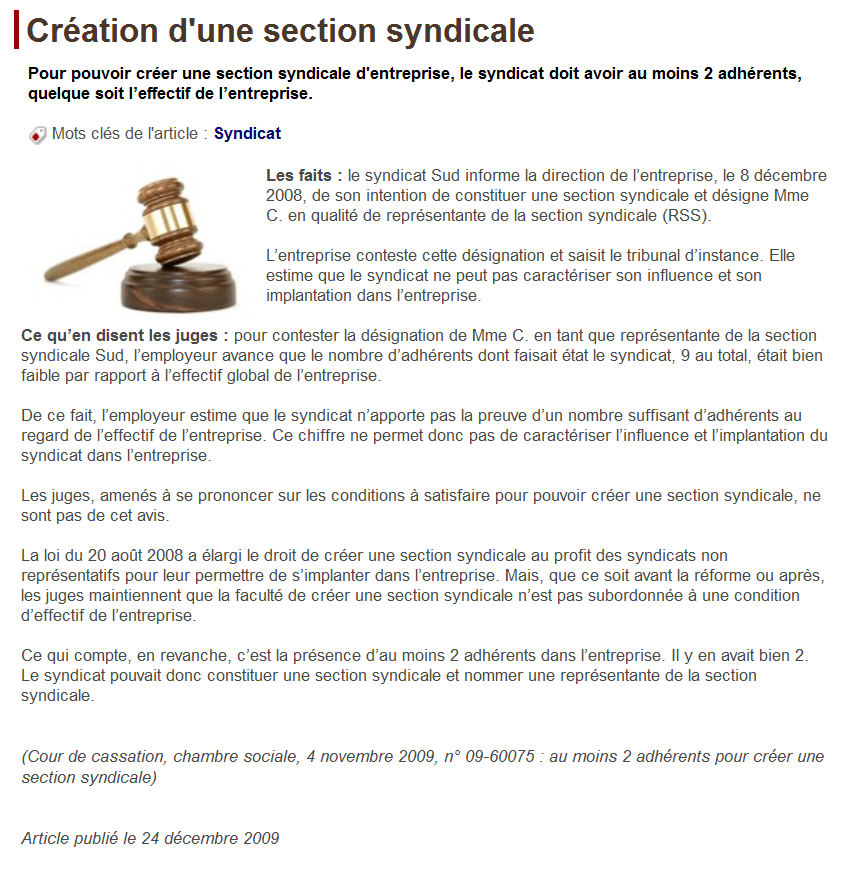 Création d'une section syndicale
Pour pouvoir créer une section syndicale d'entreprise, le syndicat doit avoir au moins 2 adhérents,
quelque soit l’effectif de l’entreprise.
Mots clés de l'article : Syndicat
Les faits : le syndicat Sud informe la direction de l’entreprise, le 8 décembre
2008, de son intention de constituer une section syndicale et désigne Mme
C. en qualité de représentante de la section syndicale (RSS).
L’entreprise conteste cette désignation et saisit le tribunal d’instance. Elle
estime que le syndicat ne peut pas caractériser son influence et son
implantation dans l’entreprise.
Ce qu’en disent les juges : pour contester la désignation de Mme C. en tant que représentante de la section
syndicale Sud, l’employeur avance que le nombre d’adhérents dont faisait état le syndicat, 9 au total, était bien
faible par rapport à l’effectif global de l’entreprise.
De ce fait, l’employeur estime que le syndicat n’apporte pas la preuve d’un nombre suffisant d’adhérents au
regard de l’effectif de l’entreprise. Ce chiffre ne permet donc pas de caractériser l’influence et l’implantation du
syndicat dans l’entreprise.
Les juges, amenés à se prononcer sur les conditions à satisfaire pour pouvoir créer une section syndicale, ne
sont pas de cet avis.
La loi du 20 août 2008 a élargi le droit de créer une section syndicale au profit des syndicats non
représentatifs pour leur permettre de s’implanter dans l’entreprise. Mais, que ce soit avant la réforme ou après,
les juges maintiennent que la faculté de créer une section syndicale n’est pas subordonnée à une condition
d’effectif de l’entreprise.
Ce qui compte, en revanche, c’est la présence d’au moins 2 adhérents dans l’entreprise. Il y en avait bien 2.
Le syndicat pouvait donc constituer une section syndicale et nommer une représentante de la section
syndicale.
(Cour de cassation, chambre sociale, 4 novembre 2009, n° 09-60075 : au moins 2 adhérents pour créer une
section syndicale)
Article publié le 24 décembre 2009